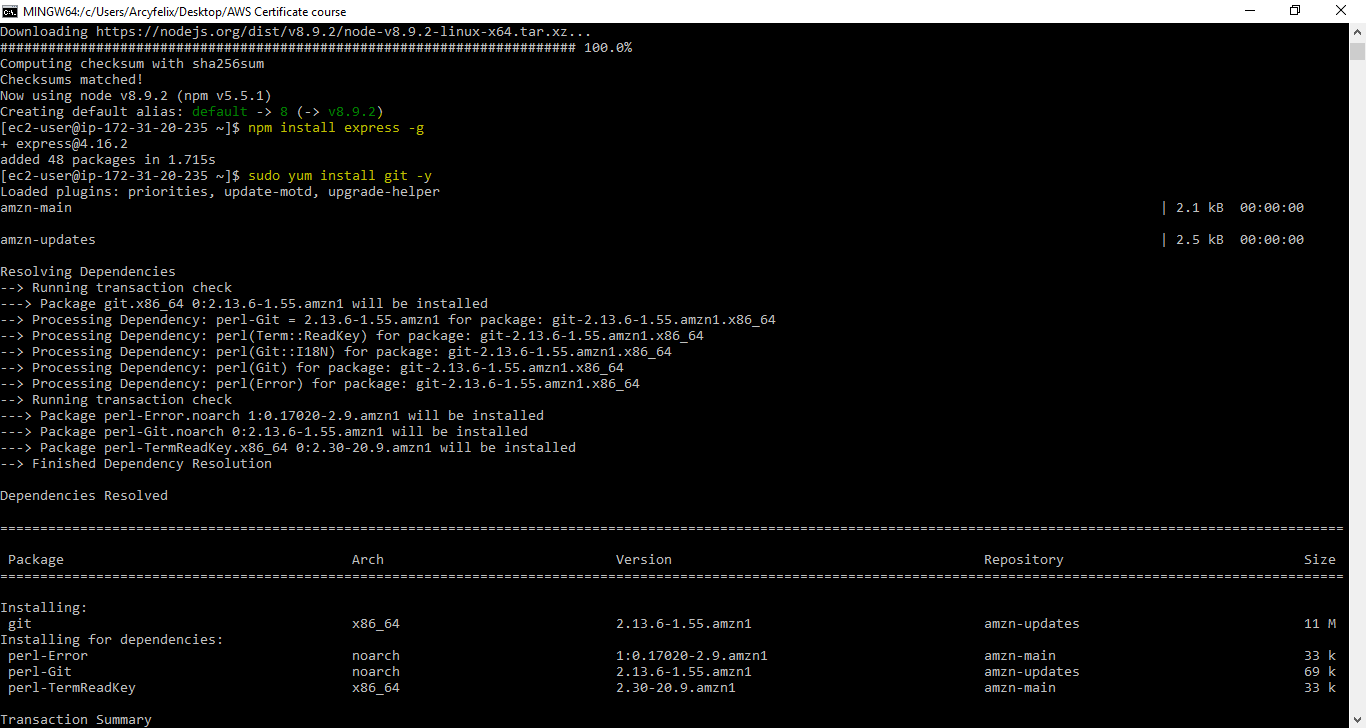 MINGW64:/c/Users/Arcyfelix/Desktop/AWS Certificate course
Downloading https://nodejs.org/dist/v8.9.2/node-v8.9.2-linux-x64.tar.xz...
######################################################################## 100.0%
Computing checksum with sha256sum
Checksums matched!
Now using node v8.9.2 (npm v5.5.1)
Creating default alias: default -> 8 (-> v8.9.2)
[ec2-user@ip-172-31-20-235 ~]$ npm install express -g
+ express@4.16.2
added 48 packages in 1.715s
[ec2-user@ip-172-31-20-235 ~]$ sudo yum install git -y
Loaded plugins: priorities, update-motd, upgrade-helper
amzn-main | 2.1 kB 00:00:00
amzn-updates | 2.5 kB 00:00:00
Resolving Dependencies
--> Running transaction check
---> Package git.x86_64 0:2.13.6-1.55.amzn1 will be installed
--> Processing Dependency: perl-Git = 2.13.6-1.55.amzn1 for package: git-2.13.6-1.55.amzn1.x86_64
--> Processing Dependency: perl(Term::ReadKey) for package: git-2.13.6-1.55.amzn1.x86_64
--> Processing Dependency: perl(Git::I18N) for package: git-2.13.6-1.55.amzn1.x86_64
--> Processing Dependency: perl(Git) for package: git-2.13.6-1.55.amzn1.x86_64
--> Processing Dependency: perl(Error) for package: git-2.13.6-1.55.amzn1.x86_64
--> Running transaction check
---> Package perl-Error.noarch 1:0.17020-2.9.amzn1 will be installed
---> Package perl-Git.noarch 0:2.13.6-1.55.amzn1 will be installed
---> Package perl-TermReadKey.x86_64 0:2.30-20.9.amzn1 will be installed
--> Finished Dependency Resolution
Dependencies Resolved
========================================================================================================================================================================
Package Arch Version Repository Size
========================================================================================================================================================================
Installing:
git x86_64 2.13.6-1.55.amzn1 amzn-updates 11 M
Installing for dependencies:
perl-Error noarch 1:0.17020-2.9.amzn1 amzn-main 33 k
perl-Git noarch 2.13.6-1.55.amzn1 amzn-updates 69 k
perl-TermReadKey x86_64 2.30-20.9.amzn1 amzn-main 33 k
Transaction Summary